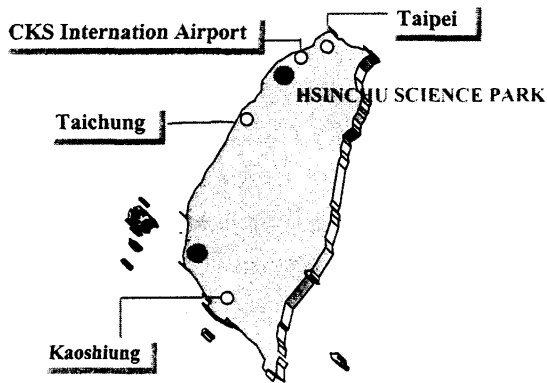 Taipei
CKS Internation Airport
HSINCHU SCIENCE PARK
Taichung
Kaoshiung